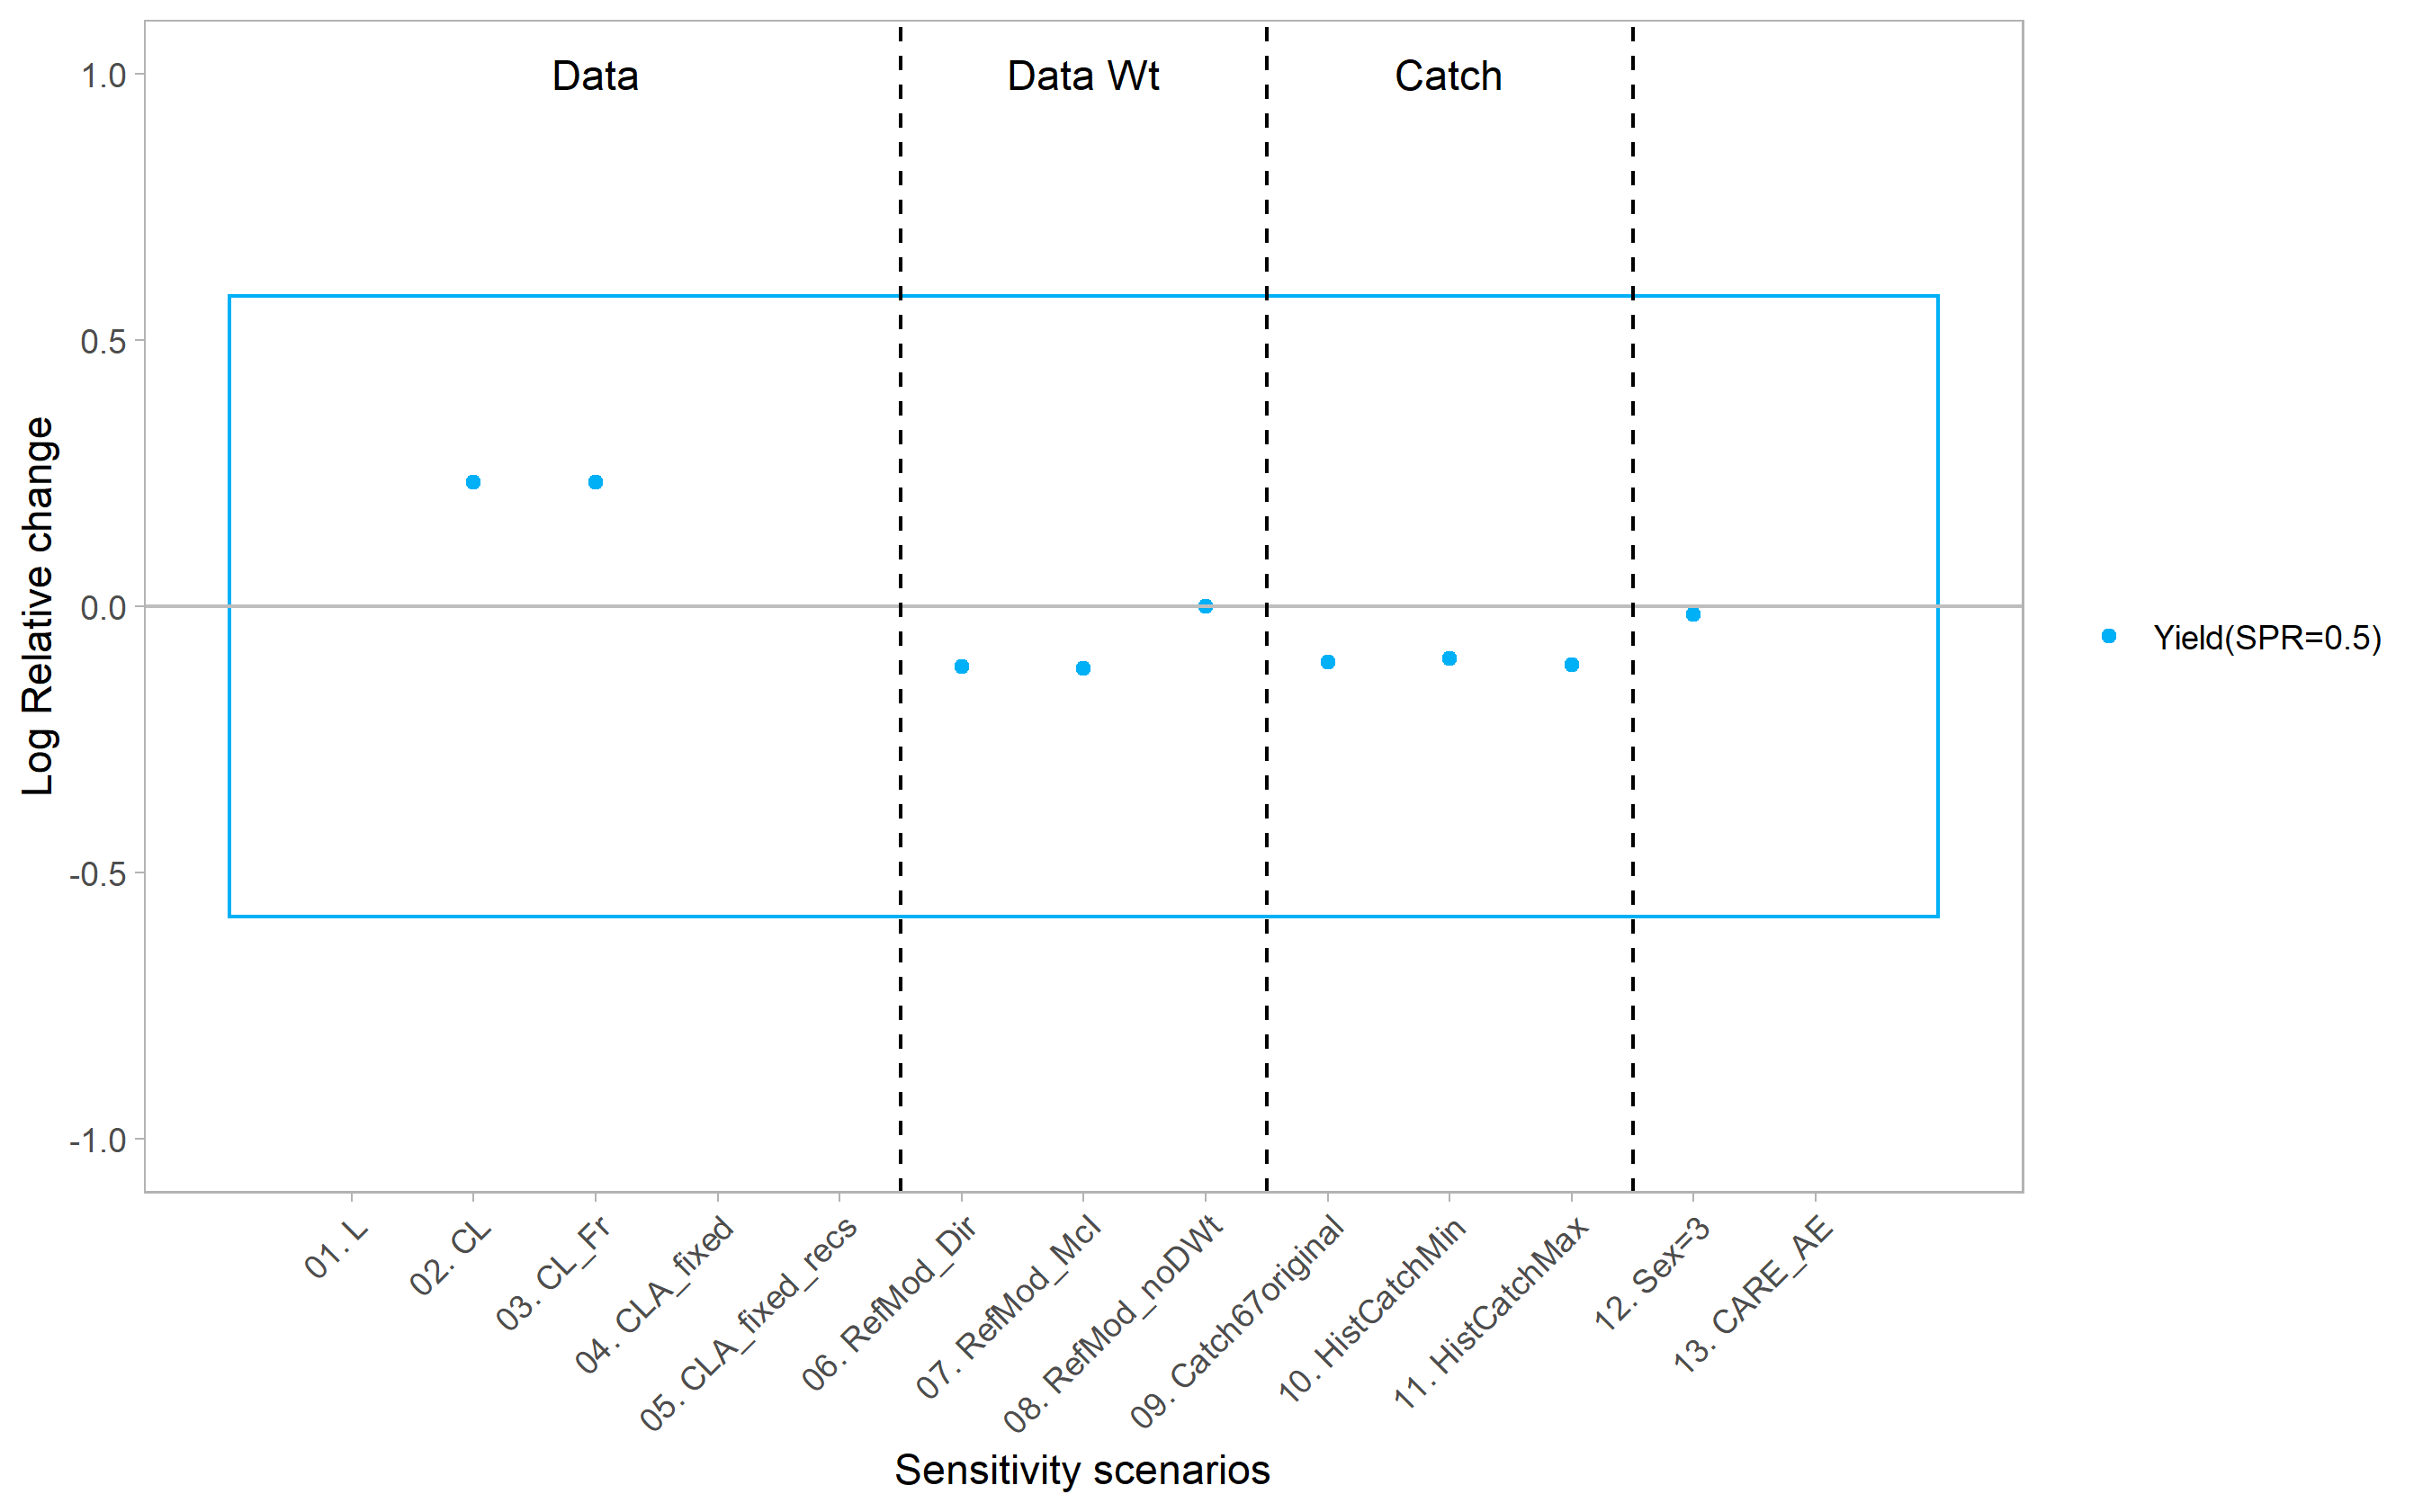 Data
Data Wt
Catch
1.0
0.5
0.0
-0.5
-1.0
Log Relative change
Yield(SPR=0.5)
01. L
02. CL
03. CL_Fr
04. CLA_fixed
05. CLA_fixed_recs
06. RefMod_Dir
07. RefMod_McI
08. RefMod_noDWt
09. Catch67original
10. HistCatchMin
11. HistCatchMax
12. Sex=3
13. CARE_AE
Sensitivity scenarios